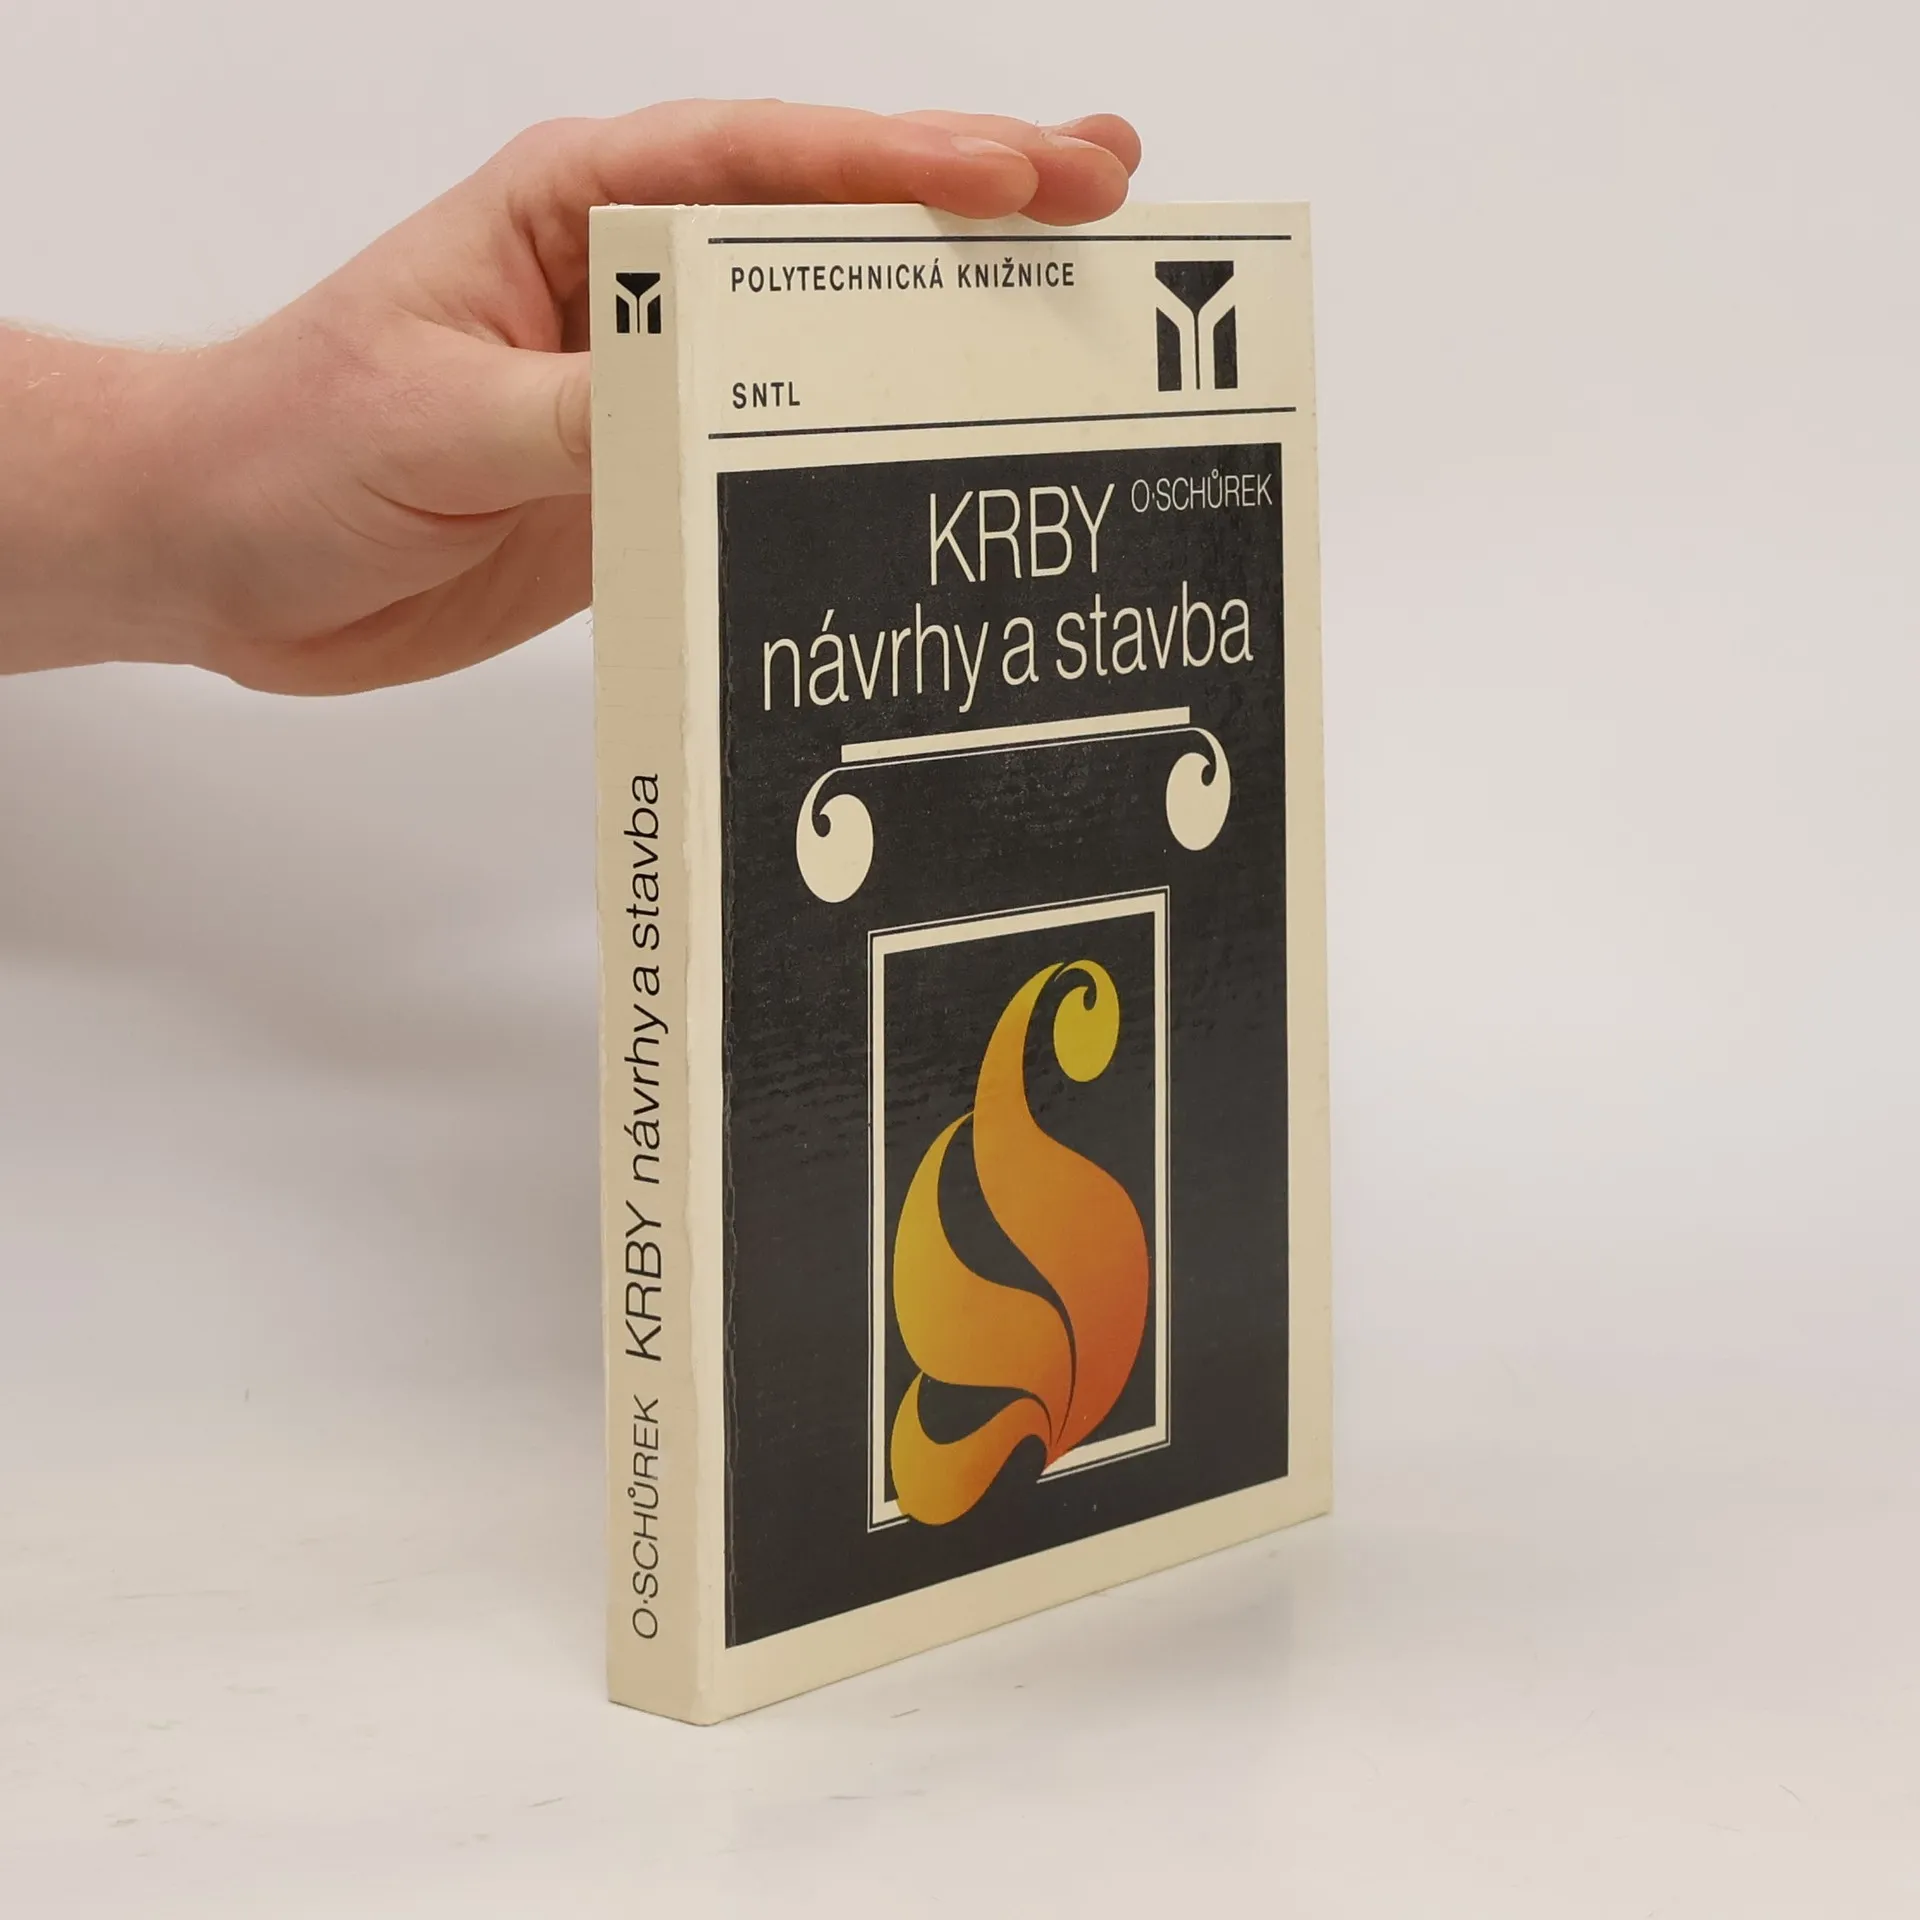 POLYTECHNICKÁ KNIŽNICE
SNTL
KRBY O·SCHŮREK
návrhy a stavba
O·SCHŮREK KRBY návrhy a stavba